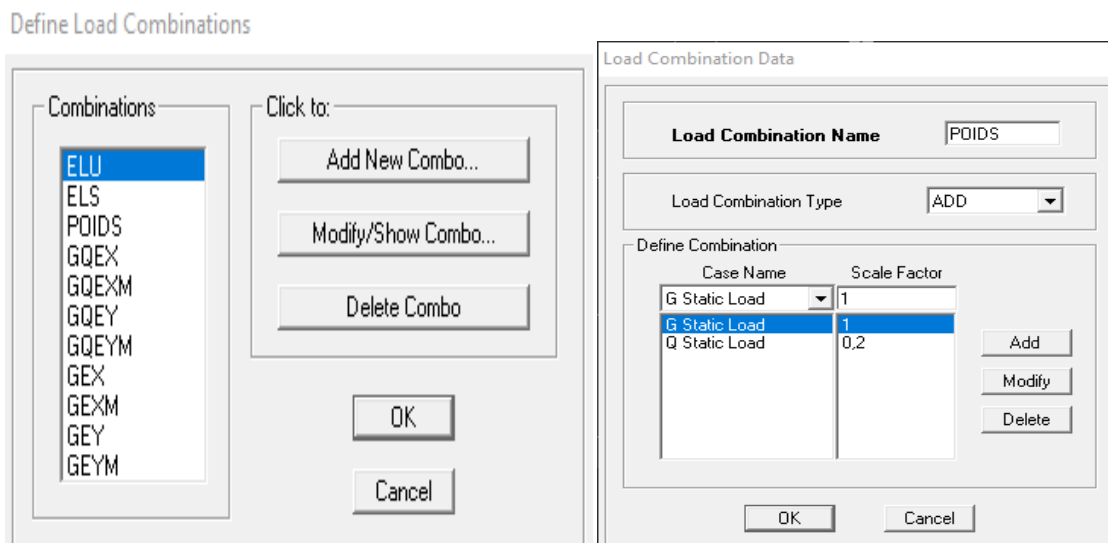 Define Load Combinations
Combinations
ELU
ELS
POIDS
GQEX
GQEXM
GQEY
GQEYM
GEX
GEXM
GEY
GEYM
Click to:
Add New Combo...
Modify/Show Combo...
Delete Combo
OK
Cancel
Load Combination Data
Load Combination Name POIDS
Load Combination Type ADD
Define Combination
Case Name Scale Factor
G Static Load 1
G Static Load 1
Q Static Load 0,2
Add
Modify
Delete
OK Cancel